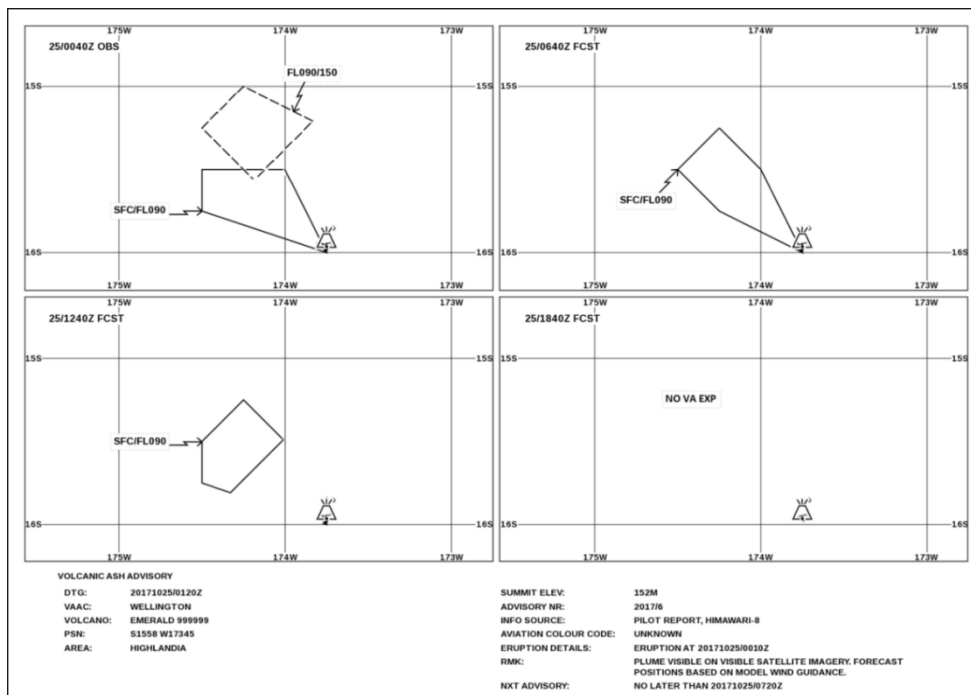 175W 174W 173W
25/0040Z OBS
FL090/150
15S 15S
SFC/FL090
16S 16S
175W 174W 173W
175W 174W 173W
25/0640Z FCST
15S
SFC/FL090
16S 16S
175W 174W 173W
175W 174W 173W
25/1240Z FCST
15S 15S
SFC/FL090
16S 16S
175W 174W 173W
175W 174W 173W
25/1840Z FCST
15S
NO VA EXP
16S 16S
175W 174W 173W
VOLCANIC ASH ADVISORY
DTG: 20171025/0120Z
VAAC: WELLINGTON
VOLCANO: EMERALD 999999
PSN: S1558 W17345
AREA: HIGHLANDIA
SUMMIT ELEV: 152M
ADVISORY NR: 2017/6
INFO SOURCE: PILOT REPORT, HIMAWARI-8
AVIATION COLOUR CODE: UNKNOWN
ERUPTION DETAILS: ERUPTION AT 20171025/0010Z
RMK: PLUME VISIBLE ON VISIBLE SATELLITE IMAGERY. FORECAST
POSITIONS BASED ON MODEL WIND GUIDANCE.
NXT ADVISORY: NO LATER THAN 20171025/0720Z